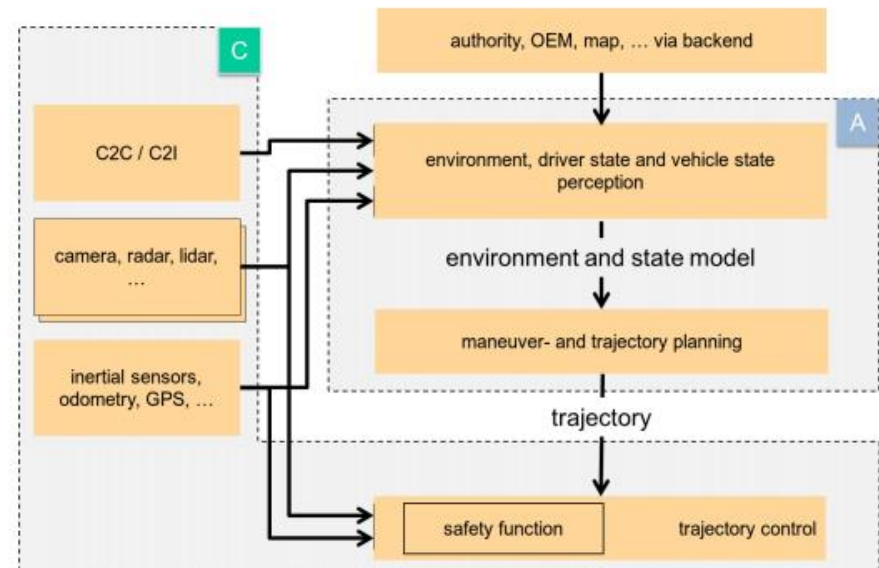 C
authority, OEM, map, … via backend
A
C2C / C2I
environment, driver state and vehicle state
perception
camera, radar, lidar,
…
environment and state model
maneuver- and trajectory planning
inertial sensors,
odometry, GPS, …
trajectory
safety function
trajectory control